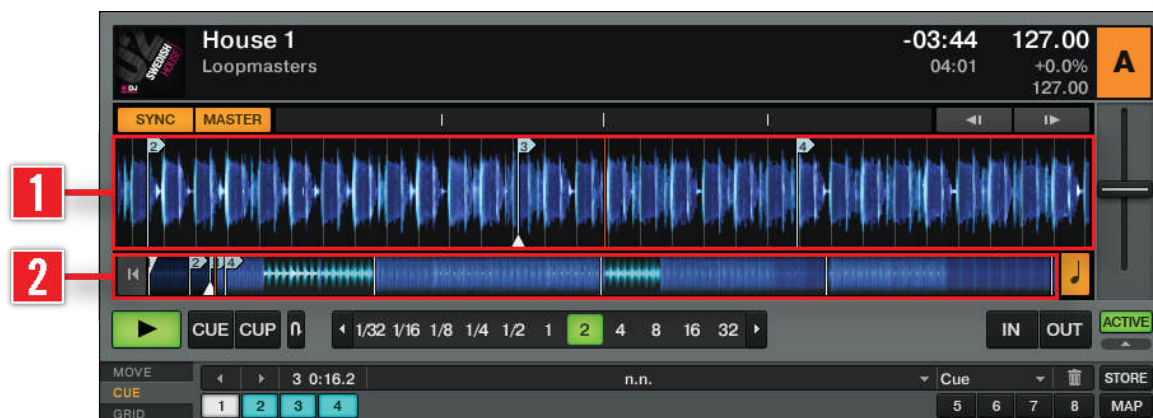 House 1
Loopmasters
SWEDISH
HOUSE
DJ
-03:44 127.00
04:01 +0.0%
127.00
A
SYNC MASTER
1
2 3 4
2
2 4
CUE CUP 1/32 1/16 1/8 1/4 1/2 1 2 4 8 16 32 IN OUT ACTIVE
MOVE
CUE
GRID
3 0:16.2 n.n. Cue STORE
1 2 3 4 5 6 7 8 MAP